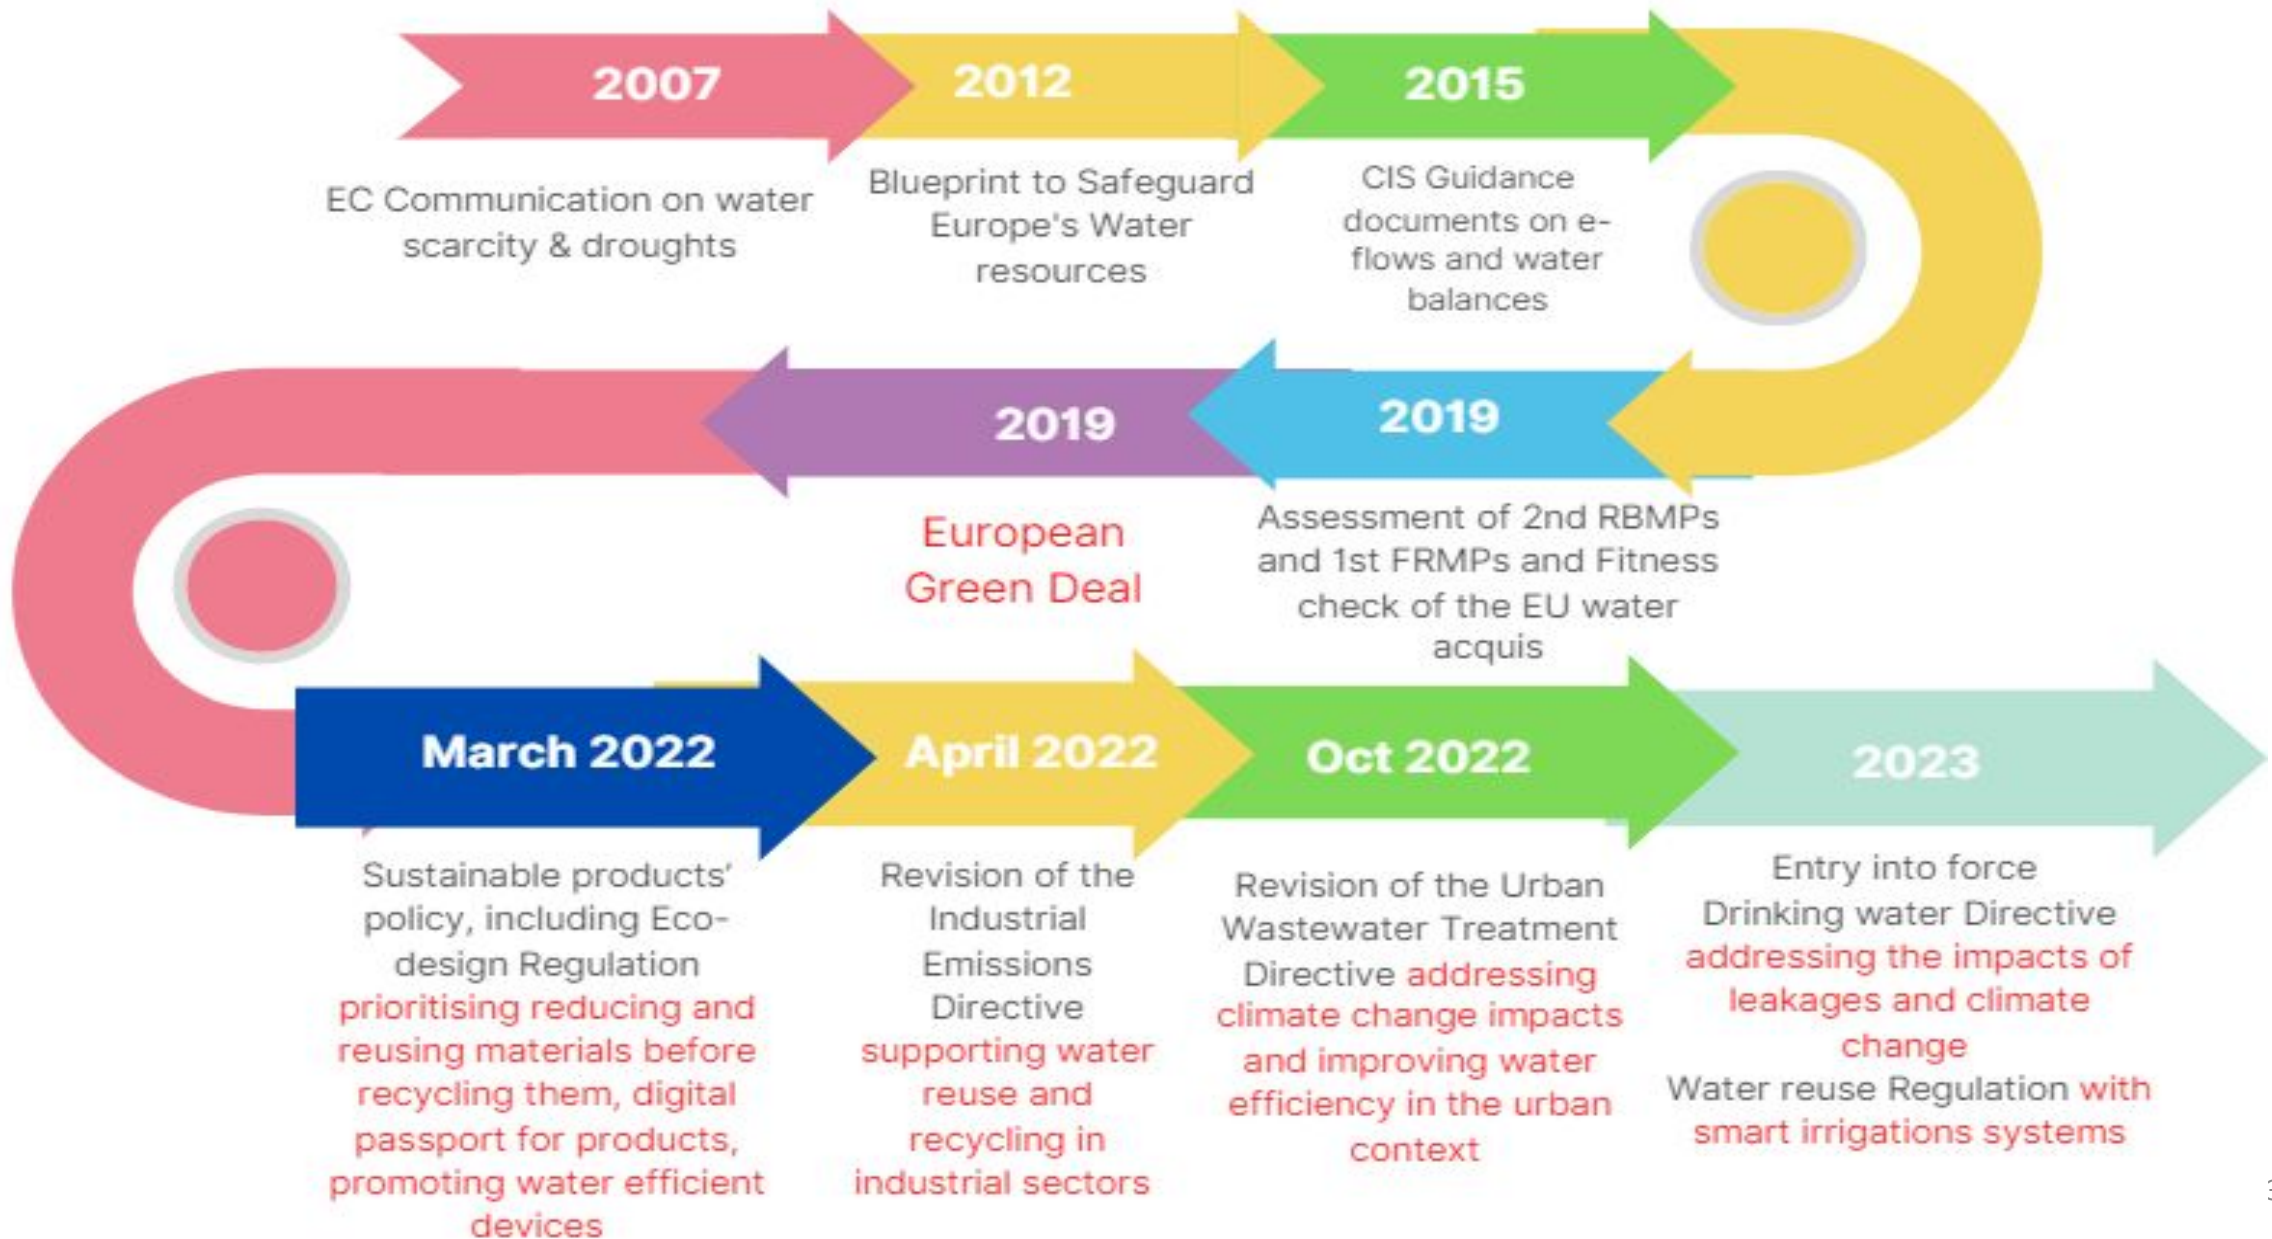 2007
2012
2015
EC Communication on water
scarcity & droughts
Blueprint to Safeguard
Europe's Water
resources
CIS Guidance
documents on e-
flows and water
balances
2019
2019
Assessment of 2nd RBMPs
and 1st FRMPs and Fitness
check of the EU water
acquis
European
Green Deal
March 2022
April 2022
Oct 2022
2023
Sustainable products’
policy, including Eco-
design Regulation
prioritising reducing and
reusing materials before
recycling them, digital
passport for products,
promoting water efficient
devices
Revision of the
Industrial
Emissions
Directive
supporting water
reuse and
recycling in
industrial sectors
Revision of the Urban
Wastewater Treatment
Directive addressing
climate change impacts
and improving water
efficiency in the urban
context
Entry into force
Drinking water Directive
addressing the impacts of
leakages and climate
change
Water reuse Regulation with
smart irrigations systems